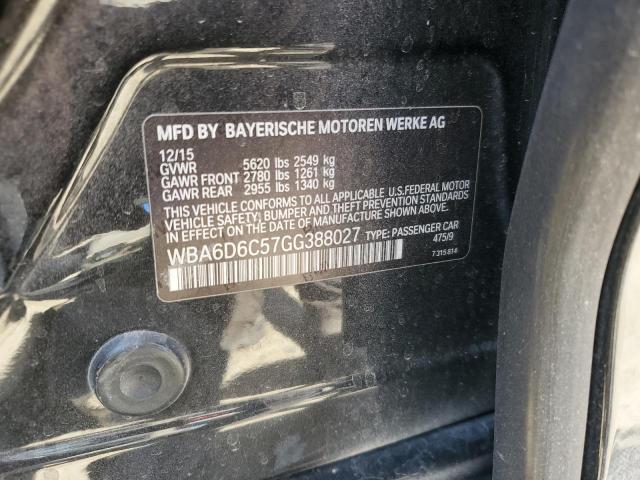 MFD BY BAYERISCHE MOTOREN WERKE AG
12/15
GVWR 5620 lbs 2549 kg
GAWR FRONT 2780 lbs 1261 kg
GAWR REAR 2955 lbs 1340 kg
THIS VEHICLE CONFORMS TO ALL APPLICABLE U.S.FEDERAL MOTOR
VEHICLE SAFETY, BUMPER AND THEFT PREVENTION STANDARDS
IN EFFECT ON THE DATE OF MANUFACTURE SHOWN ABOVE.
WBA6D6C57GG388027 TYPE: PASSENGER CAR
475/9
7 315 814